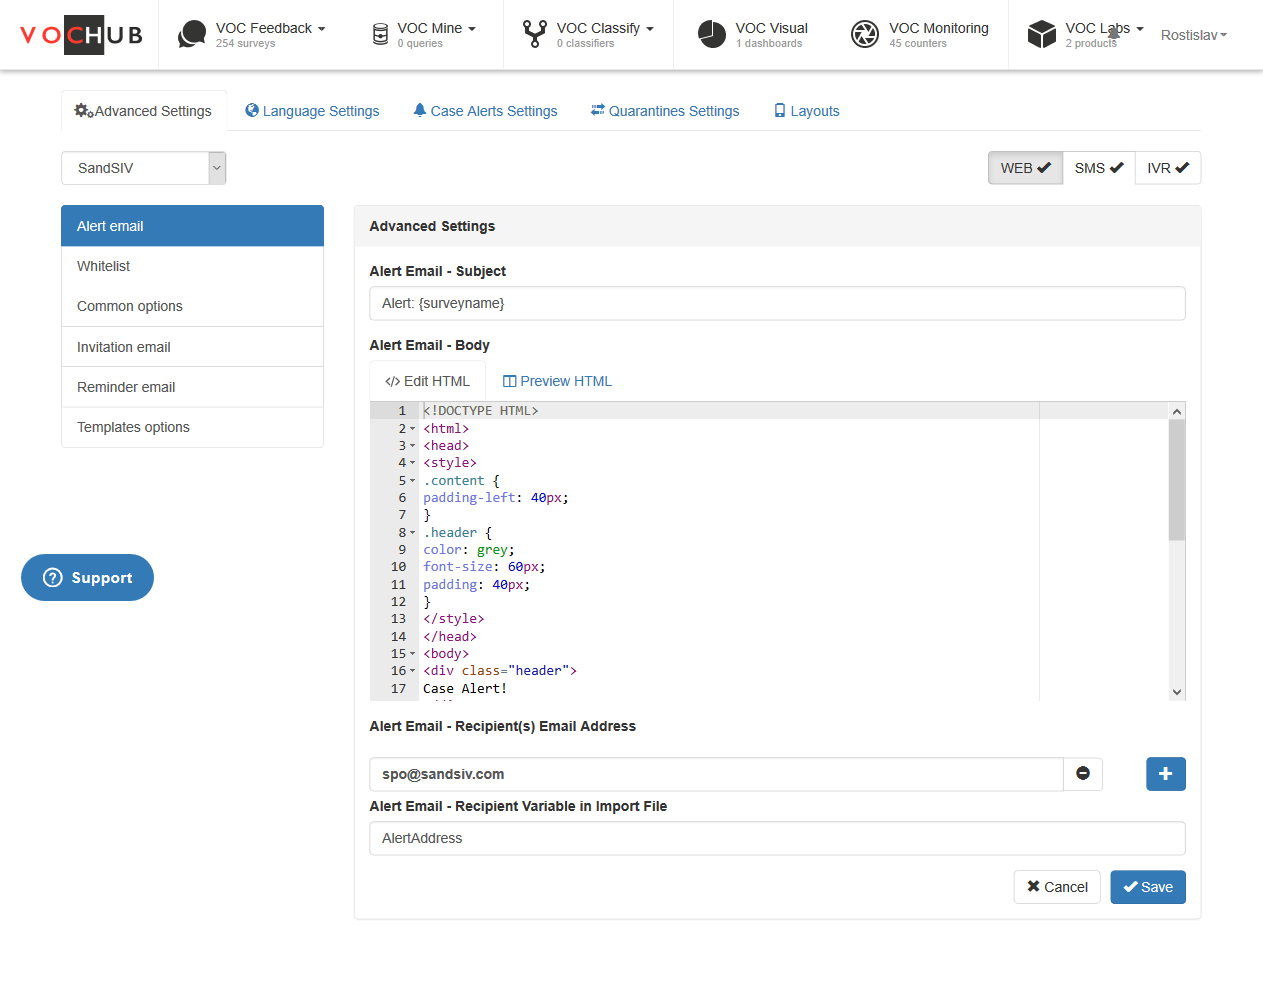 VOCHUB
VOC Feedback
254 surveys
VOC Mine
0 queries
VOC Classify
0 classifiers
VOC Visual
1 dashboards
VOC Monitoring
45 counters
VOC Labs
2 products
Rostislav
Advanced Settings
Language Settings
Case Alerts Settings
Quarantines Settings
Layouts
SandSIV
WEB
SMS
IVR
Alert email
Whitelist
Common options
Invitation email
Reminder email
Templates options
Support
Advanced Settings
Alert Email - Subject
Alert: {surveyname}
Alert Email - Body
</> Edit HTML
Preview HTML
1 <!DOCTYPE HTML>
2 <html>
3 <head>
4 <style>
5 .content {
6 padding-left: 40px;
7 }
8 .header {
9 color: grey;
10 font-size: 60px;
11 padding: 40px;
12 }
13 </style>
14 </head>
15 <body>
16 <div class="header">
17 Case Alert!
Alert Email - Recipient(s) Email Address
spo@sandsiv.com
Alert Email - Recipient Variable in Import File
AlertAddress
Cancel
Save